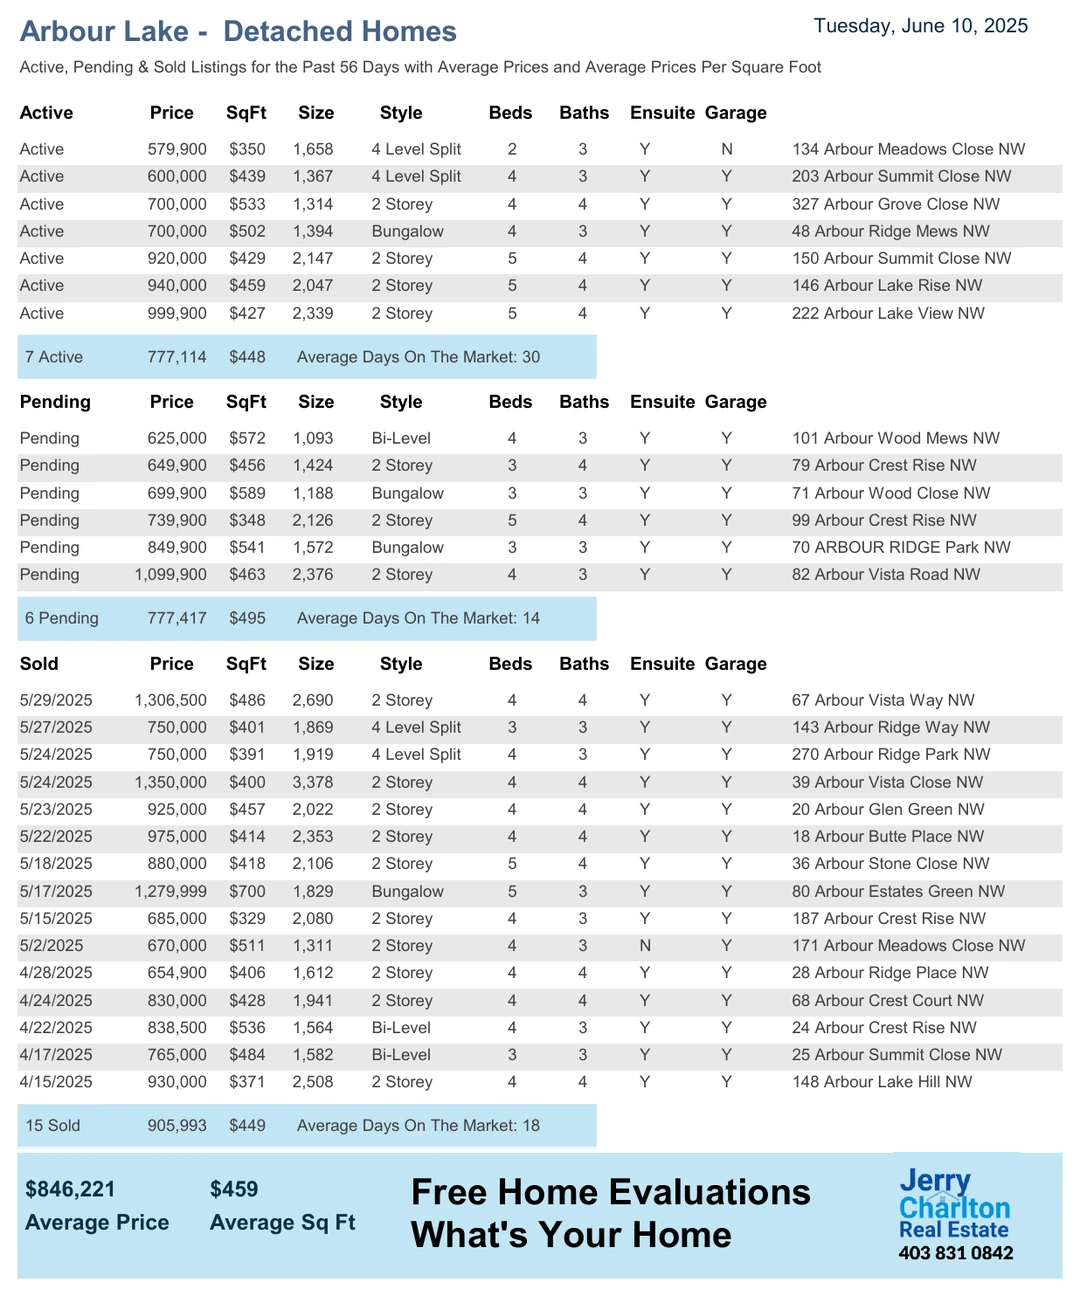 Arbour Lake - Detached Homes
Tuesday, June 10, 2025
Active, Pending & Sold Listings for the Past 56 Days with Average Prices and Average Prices Per Square Foot
Active Price SqFt Size Style Beds Baths Ensuite Garage
Active 579,900 $350 1,658 4 Level Split 2 3 Y N 134 Arbour Meadows Close NW
Active 600,000 $439 1,367 4 Level Split 4 3 Y Y 203 Arbour Summit Close NW
Active 700,000 $533 1,314 2 Storey 4 4 Y Y 327 Arbour Grove Close NW
Active 700,000 $502 1,394 Bungalow 4 3 Y Y 48 Arbour Ridge Mews NW
Active 920,000 $429 2,147 2 Storey 5 4 Y Y 150 Arbour Summit Close NW
Active 940,000 $459 2,047 2 Storey 5 4 Y Y 146 Arbour Lake Rise NW
Active 999,900 $427 2,339 2 Storey 5 4 Y Y 222 Arbour Lake View NW
7 Active 777,114 $448 Average Days On The Market: 30
Pending Price SqFt Size Style Beds Baths Ensuite Garage
Pending 625,000 $572 1,093 Bi-Level 4 3 Y Y 101 Arbour Wood Mews NW
Pending 649,900 $456 1,424 2 Storey 3 4 Y Y 79 Arbour Crest Rise NW
Pending 699,900 $589 1,188 Bungalow 3 3 Y Y 71 Arbour Wood Close NW
Pending 739,900 $348 2,126 2 Storey 5 4 Y Y 99 Arbour Crest Rise NW
Pending 849,900 $541 1,572 Bungalow 3 3 Y Y 70 ARBOUR RIDGE Park NW
Pending 1,099,900 $463 2,376 2 Storey 4 3 Y Y 82 Arbour Vista Road NW
6 Pending 777,417 $495 Average Days On The Market: 14
Sold Price SqFt Size Style Beds Baths Ensuite Garage
5/29/2025 1,306,500 $486 2,690 2 Storey 4 4 Y Y 67 Arbour Vista Way NW
5/27/2025 750,000 $401 1,869 4 Level Split 3 3 Y Y 143 Arbour Ridge Way NW
5/24/2025 750,000 $391 1,919 4 Level Split 4 3 Y Y 270 Arbour Ridge Park NW
5/24/2025 1,350,000 $400 3,378 2 Storey 4 4 Y Y 39 Arbour Vista Close NW
5/23/2025 925,000 $457 2,022 2 Storey 4 4 Y Y 20 Arbour Glen Green NW
5/22/2025 975,000 $414 2,353 2 Storey 4 4 Y Y 18 Arbour Butte Place NW
5/18/2025 880,000 $418 2,106 2 Storey 5 4 Y Y 36 Arbour Stone Close NW
5/17/2025 1,279,999 $700 1,829 Bungalow 5 3 Y Y 80 Arbour Estates Green NW
5/15/2025 685,000 $329 2,080 2 Storey 4 3 Y Y 187 Arbour Crest Rise NW
5/2/2025 670,000 $511 1,311 2 Storey 4 3 N Y 171 Arbour Meadows Close NW
4/28/2025 654,900 $406 1,612 2 Storey 4 4 Y Y 28 Arbour Ridge Place NW
4/24/2025 830,000 $428 1,941 2 Storey 4 4 Y Y 68 Arbour Crest Court NW
4/22/2025 838,500 $536 1,564 Bi-Level 4 3 Y Y 24 Arbour Crest Rise NW
4/17/2025 765,000 $484 1,582 Bi-Level 3 3 Y Y 25 Arbour Summit Close NW
4/15/2025 930,000 $371 2,508 2 Storey 4 4 Y Y 148 Arbour Lake Hill NW
15 Sold 905,993 $449 Average Days On The Market: 18
$846,221 $459
Average Price Average Sq Ft
Free Home Evaluations
What's Your Home
Jerry
Charlton
Real Estate
403 831 0842